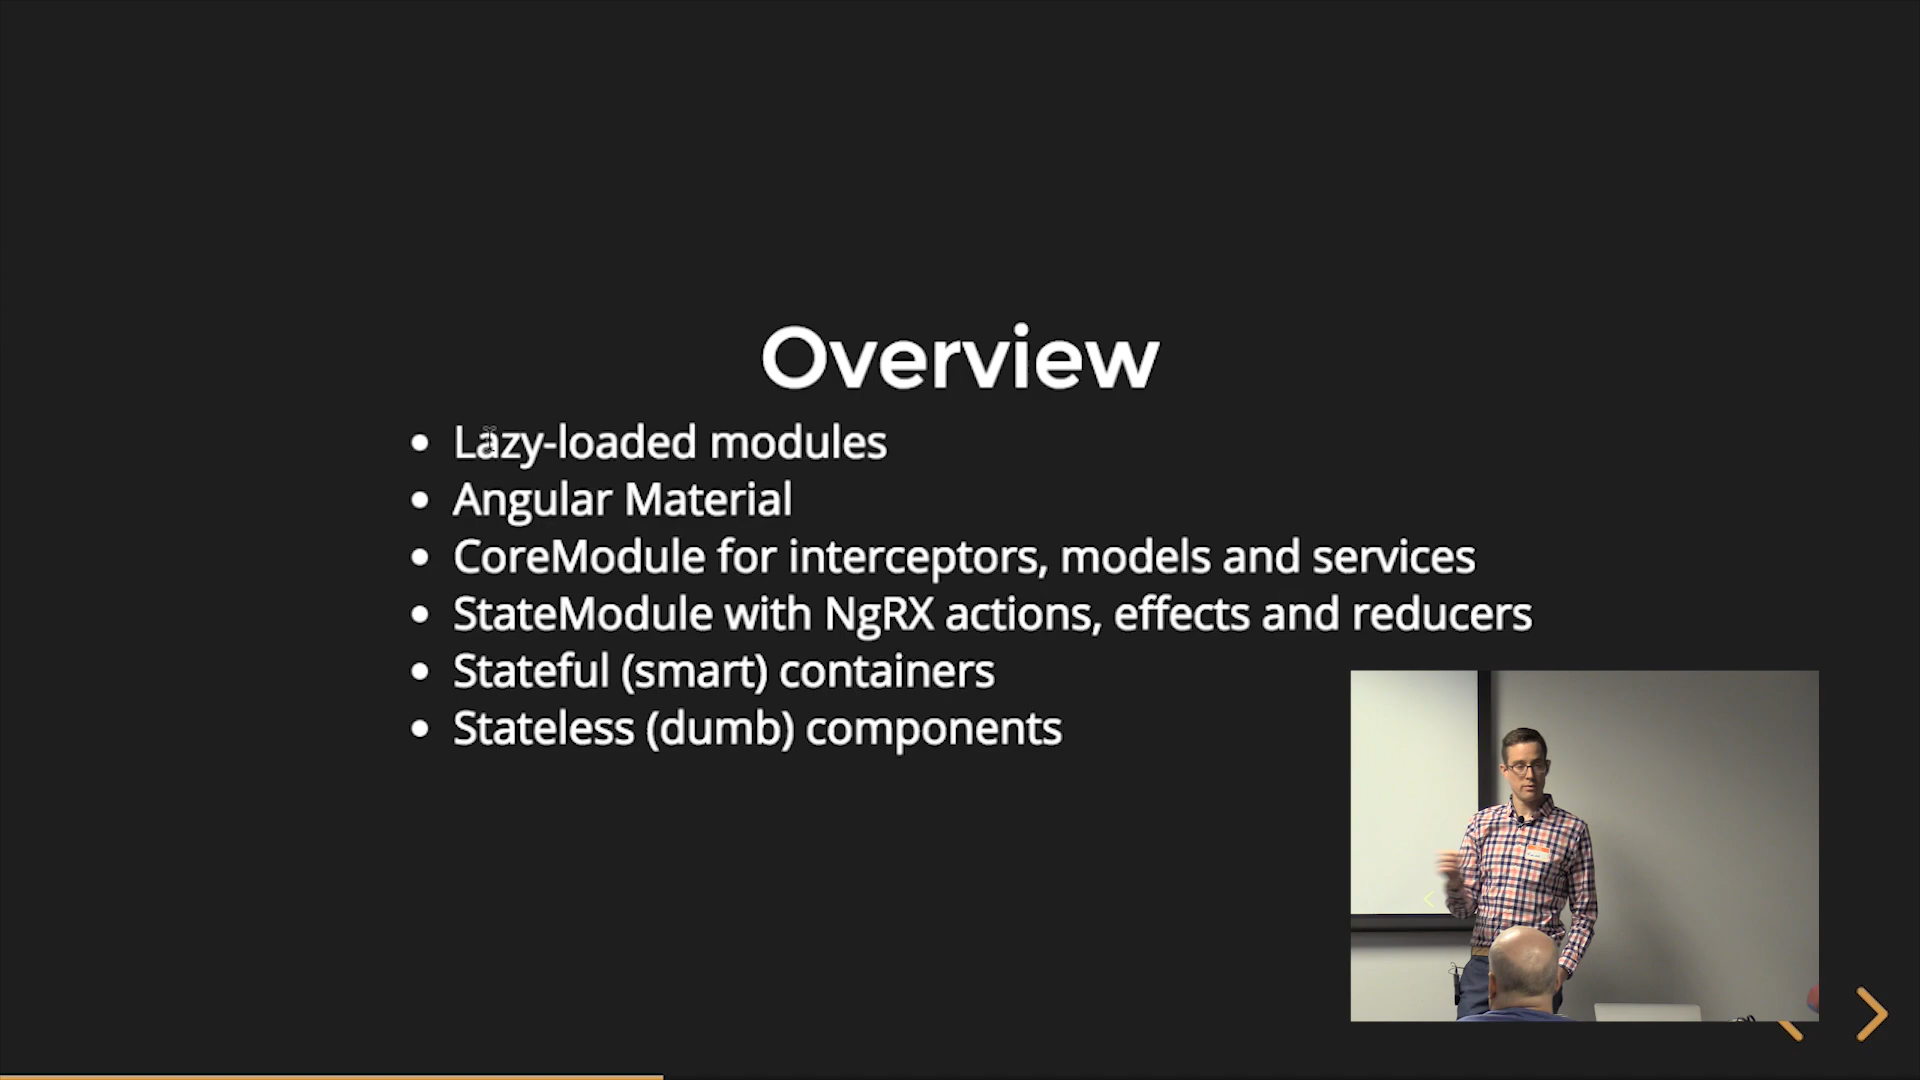 Overview
Lazy-loaded modules
Angular Material
CoreModule for interceptors, models and services
StateModule with NgRX actions, effects and reducers
Stateful (smart) containers
Stateless (dumb) components